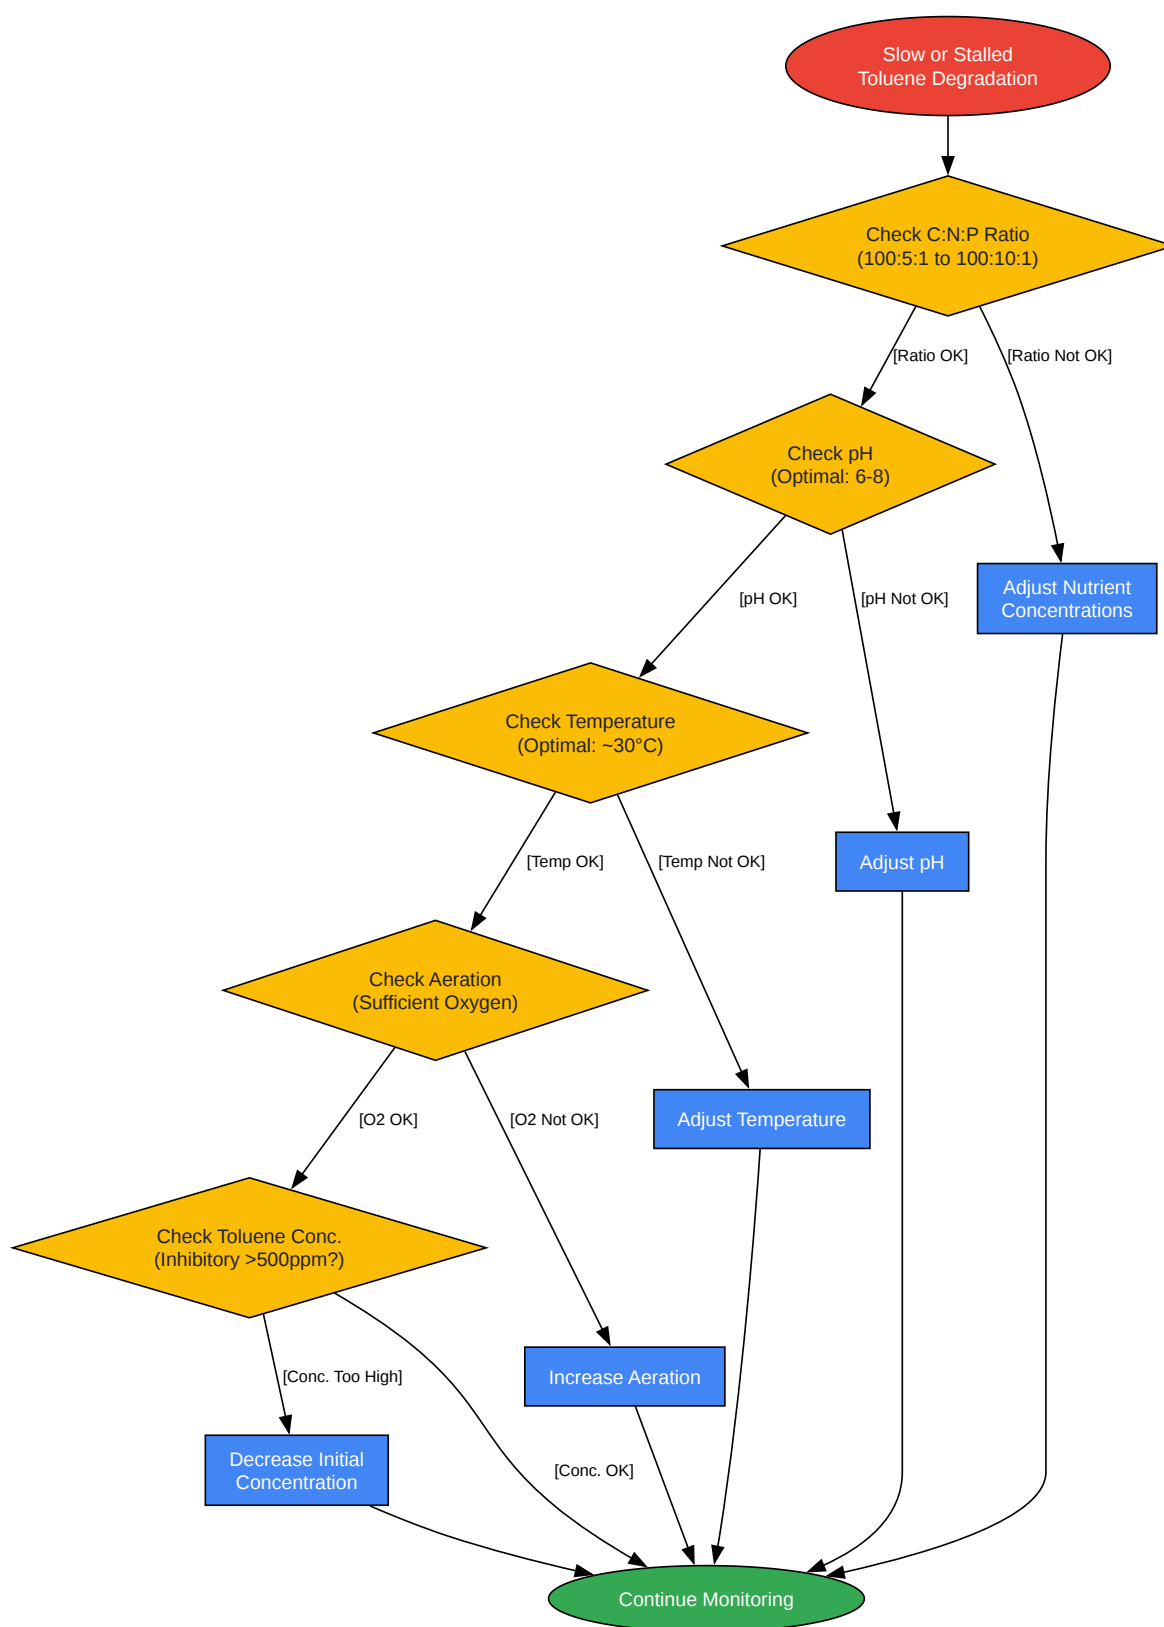 Slow or Stalled
Toluene Degradation
Check C:N:P Ratio
(100:5:1 to 100:10:1)
[Ratio OK]
[Ratio Not OK]
Check pH
(Optimal: 6-8)
Adjust Nutrient
Concentrations
[pH OK]
[pH Not OK]
Check Temperature
(Optimal: ~30°C)
Adjust pH
[Temp OK]
[Temp Not OK]
Check Aeration
(Sufficient Oxygen)
Adjust Temperature
[O2 OK]
[O2 Not OK]
Check Toluene Conc.
(Inhibitory >500ppm?)
Increase Aeration
[Conc. Too High]
Decrease Initial
Concentration
[Conc. OK]
Continue Monitoring